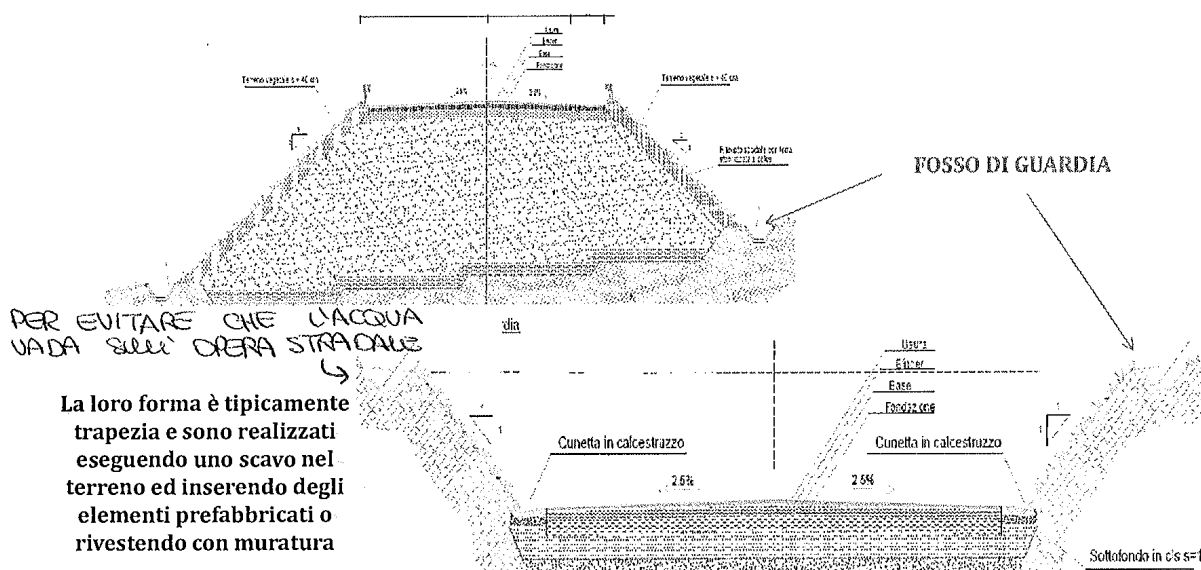 Usura
Binder
Base
Fondazione
Terreno vegetale s = 40 cm
Terreno vegetale s = 40 cm
2.5%
2.5%
FOSSO DI GUARDIA
PER EVITARE CHE L'ACQUA
VADA SULL' OPERA STRADALE
dia
Usura
Binder
Base
Fondazione
La loro forma è tipicamente
trapezia e sono realizzati
eseguendo uno scavo nel
terreno ed inserendo degli
elementi prefabbricati o
rivestendo con muratura
Cunetta in calcestruzzo
Cunetta in calcestruzzo
2.5%
2.5%
Sottofondo in cls s=1